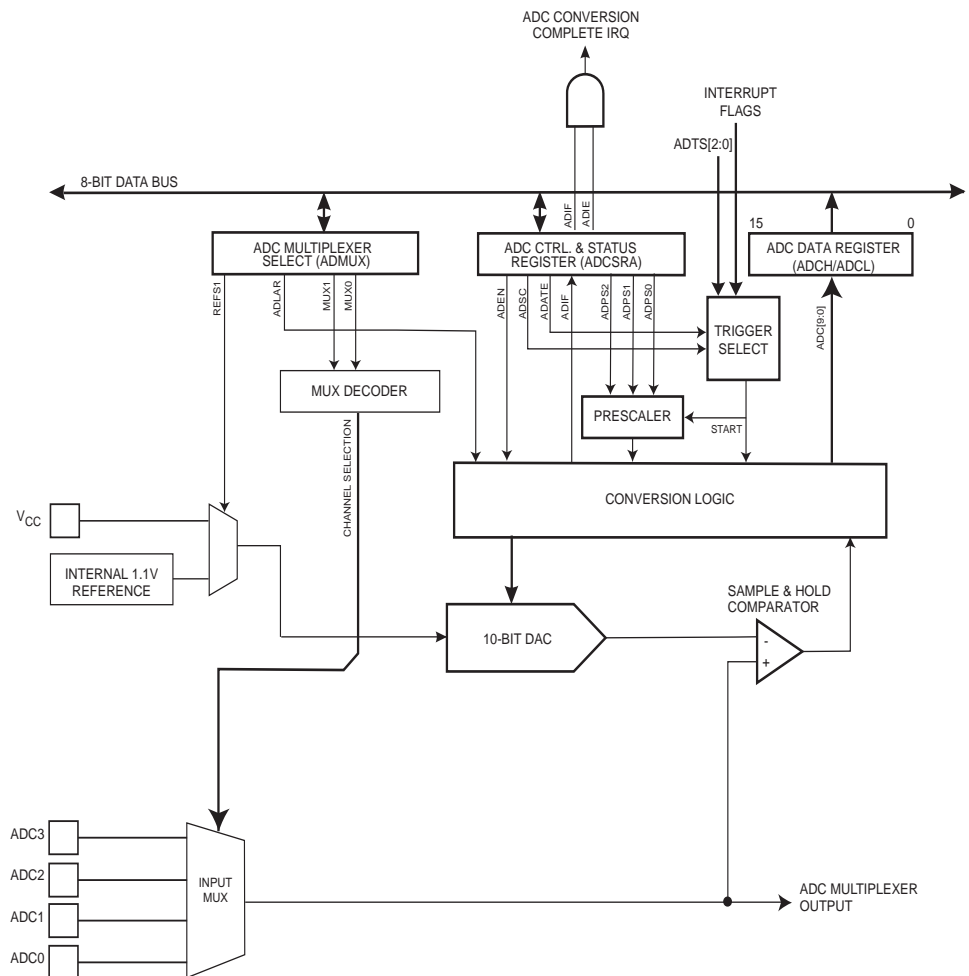 ADC CONVERSION
COMPLETE IRQ
INTERRUPT
FLAGS
ADTS[2:0]
8-BIT DATA BUS
ADIF
ADIE
15
0
ADC MULTIPLEXER
SELECT (ADMUX)
ADC CTRL. & STATUS
REGISTER (ADCSRA)
ADC DATA REGISTER
(ADCH/ADCL)
REFS1
ADLAR
MUX1
MUX0
ADEN
ADSC
ADATE
ADIF
ADPS2
ADPS1
ADPS0
TRIGGER
SELECT
ADC[9:0]
MUX DECODER
PRESCALER
START
CHANNEL SELECTION
CONVERSION LOGIC
VCC
INTERNAL 1.1V
REFERENCE
SAMPLE & HOLD
COMPARATOR
10-BIT DAC
-
+
ADC3
ADC2
ADC1
ADC0
INPUT
MUX
ADC MULTIPLEXER
OUTPUT